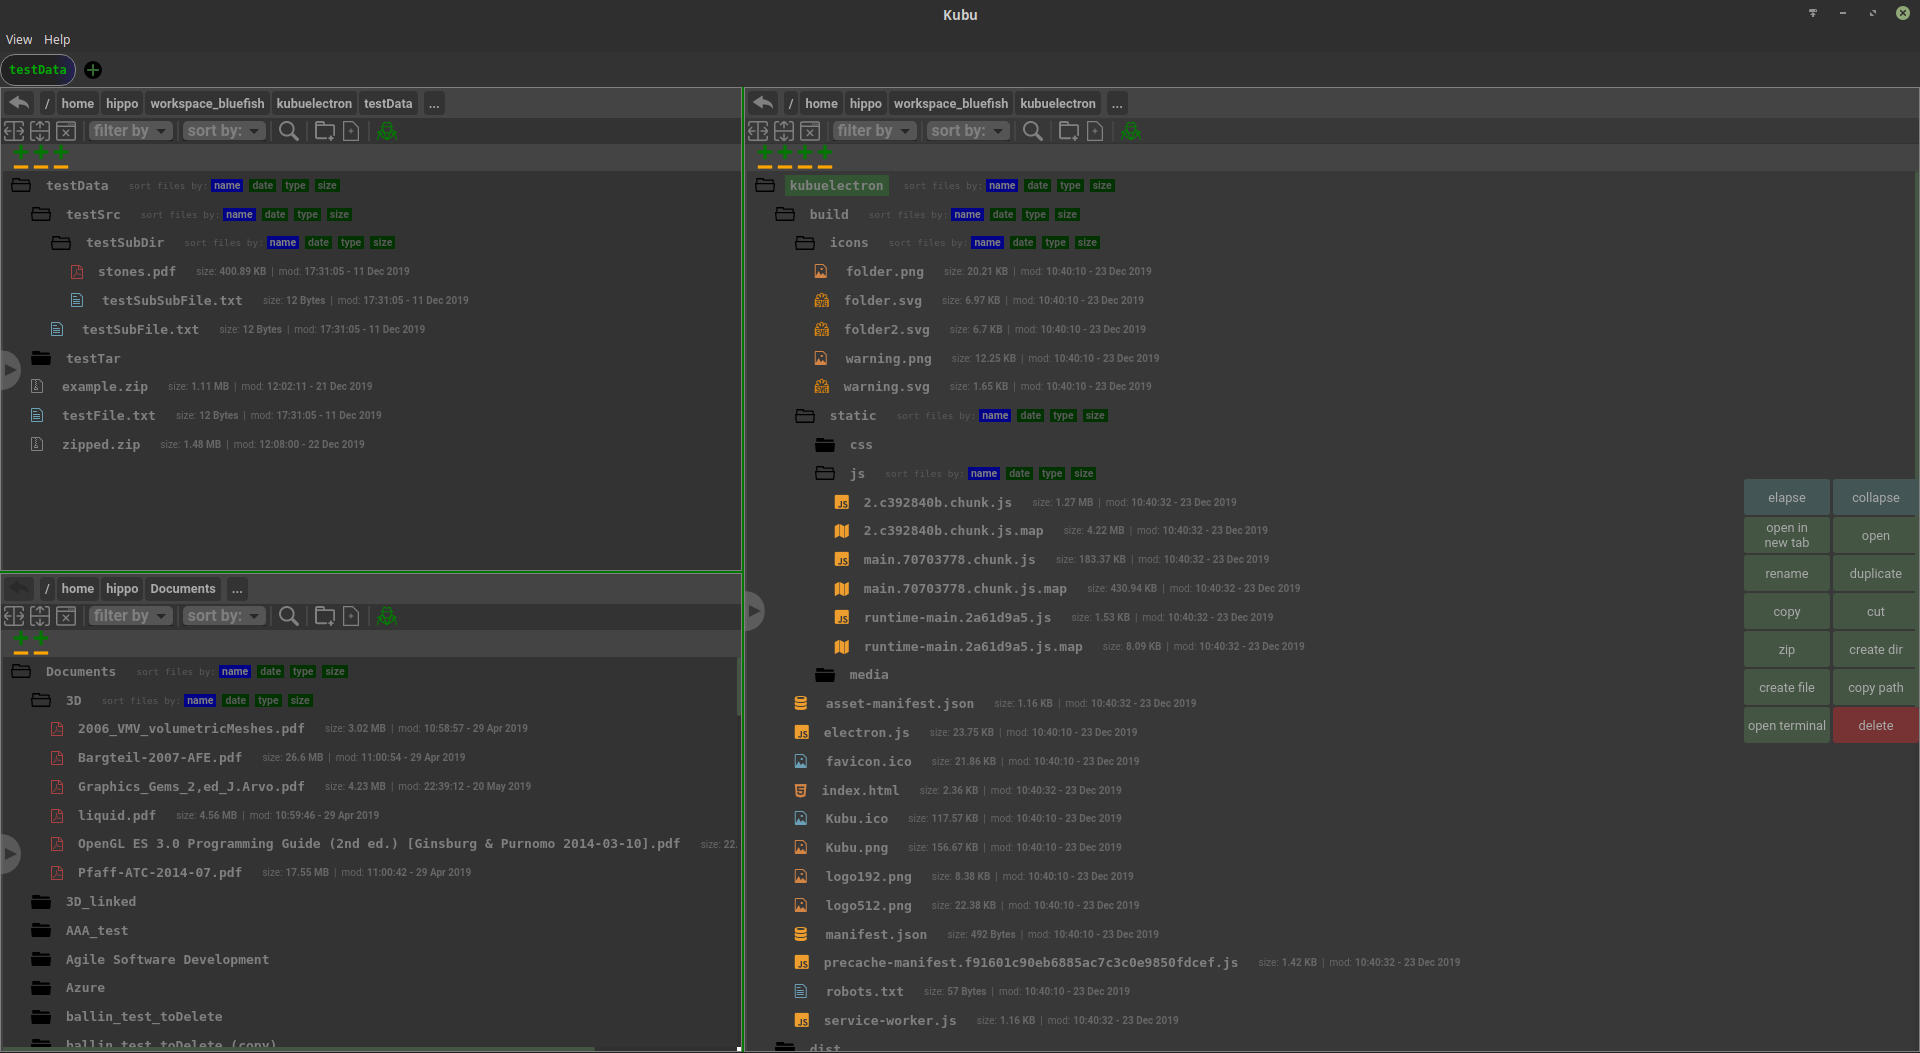 Kubu
View Help
testData
/ home hippo workspace_bluefish kubuelectron testData ...
filter by sort by:
testData sort files by: name date type size
testSrc sort files by: name date type size
testSubDir sort files by: name date type size
stones.pdf size: 400.89 KB | mod: 17:31:05 - 11 Dec 2019
testSubSubFile.txt size: 12 Bytes | mod: 17:31:05 - 11 Dec 2019
testSubFile.txt size: 12 Bytes | mod: 17:31:05 - 11 Dec 2019
testTar
example.zip size: 1.11 MB | mod: 12:02:11 - 21 Dec 2019
testFile.txt size: 12 Bytes | mod: 17:31:05 - 11 Dec 2019
zipped.zip size: 1.48 MB | mod: 12:08:00 - 22 Dec 2019
/ home hippo Documents ...
filter by sort by:
Documents sort files by: name date type size
3D sort files by: name date type size
2006_VMV_volumetricMeshes.pdf size: 3.02 MB | mod: 10:58:57 - 29 Apr 2019
Bargteil-2007-AFE.pdf size: 26.6 MB | mod: 11:00:54 - 29 Apr 2019
Graphics_Gems_2,ed_J.Arvo.pdf size: 4.23 MB | mod: 22:39:12 - 20 May 2019
liquid.pdf size: 4.56 MB | mod: 10:59:46 - 29 Apr 2019
OpenGL ES 3.0 Programming Guide (2nd ed.) [Ginsburg & Purnomo 2014-03-10].pdf size: 22.
Pfaff-ATC-2014-07.pdf size: 17.55 MB | mod: 11:00:42 - 29 Apr 2019
3D_linked
AAA_test
Agile Software Development
Azure
ballin_test_toDelete
ballin_test_toDelete (copy)
/ home hippo workspace_bluefish kubuelectron ...
filter by sort by:
kubuelectron sort files by: name date type size
build sort files by: name date type size
icons sort files by: name date type size
folder.png size: 20.21 KB | mod: 10:40:10 - 23 Dec 2019
folder.svg size: 6.97 KB | mod: 10:40:10 - 23 Dec 2019
folder2.svg size: 6.7 KB | mod: 10:40:10 - 23 Dec 2019
warning.png size: 12.25 KB | mod: 10:40:10 - 23 Dec 2019
warning.svg size: 1.65 KB | mod: 10:40:10 - 23 Dec 2019
static sort files by: name date type size
css
js sort files by: name date type size
2.c392840b.chunk.js size: 1.27 MB | mod: 10:40:32 - 23 Dec 2019
2.c392840b.chunk.js.map size: 4.22 MB | mod: 10:40:32 - 23 Dec 2019
main.70703778.chunk.js size: 183.37 KB | mod: 10:40:32 - 23 Dec 2019
main.70703778.chunk.js.map size: 430.94 KB | mod: 10:40:32 - 23 Dec 2019
runtime-main.2a61d9a5.js size: 1.53 KB | mod: 10:40:32 - 23 Dec 2019
runtime-main.2a61d9a5.js.map size: 8.09 KB | mod: 10:40:32 - 23 Dec 2019
media
asset-manifest.json size: 1.16 KB | mod: 10:40:32 - 23 Dec 2019
electron.js size: 23.75 KB | mod: 10:40:10 - 23 Dec 2019
favicon.ico size: 21.86 KB | mod: 10:40:10 - 23 Dec 2019
index.html size: 2.36 KB | mod: 10:40:32 - 23 Dec 2019
Kubu.ico size: 117.57 KB | mod: 10:40:10 - 23 Dec 2019
Kubu.png size: 156.67 KB | mod: 10:40:10 - 23 Dec 2019
logo192.png size: 8.38 KB | mod: 10:40:10 - 23 Dec 2019
logo512.png size: 22.38 KB | mod: 10:40:10 - 23 Dec 2019
manifest.json size: 492 Bytes | mod: 10:40:10 - 23 Dec 2019
precache-manifest.f91601c90eb6885ac7c3c0e9850fdcef.js size: 1.42 KB | mod: 10:40:32 - 23 Dec 2019
robots.txt size: 57 Bytes | mod: 10:40:10 - 23 Dec 2019
service-worker.js size: 1.16 KB | mod: 10:40:32 - 23 Dec 2019
dist
elapse collapse
open in new tab open
rename duplicate
copy cut
zip create dir
create file copy path
open terminal delete